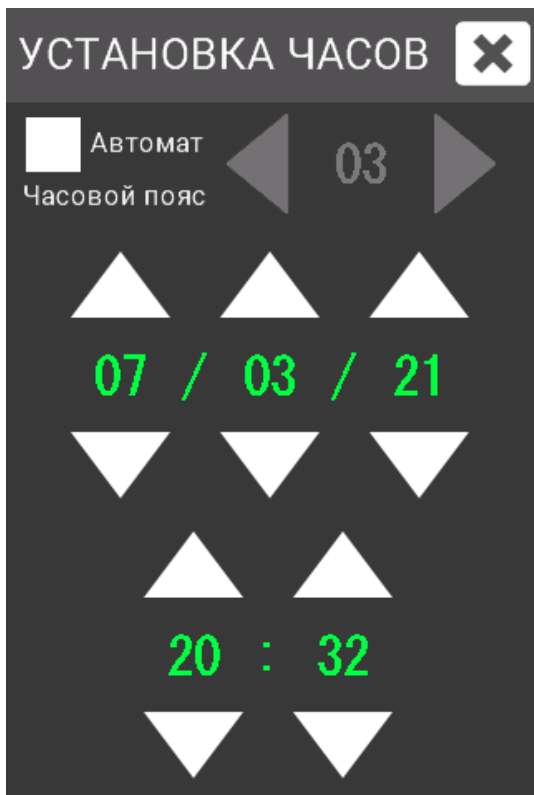 УСТАНОВКА ЧАСОВ
Автомат
Часовой пояс
03
07 / 03 / 21
20 : 32